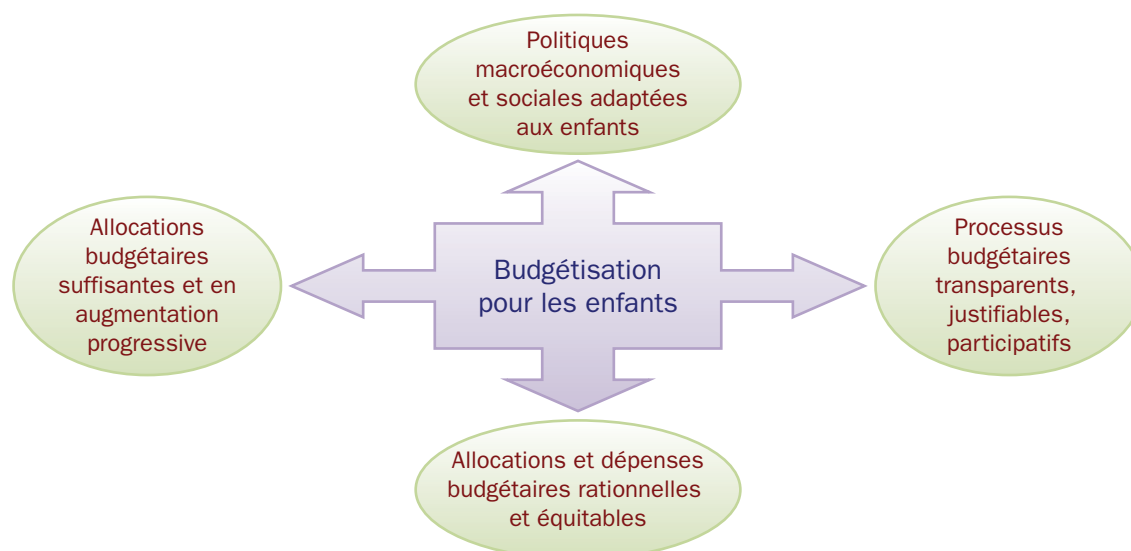 Politiques
macroéconomiques
et sociales adaptées
aux enfants
Allocations
budgétaires
suffisantes et en
augmentation
progressive
Budgétisation
pour les enfants
Processus
budgétaires
transparents,
justifiables,
participatifs
Allocations et dépenses
budgétaires rationnelles
et équitables